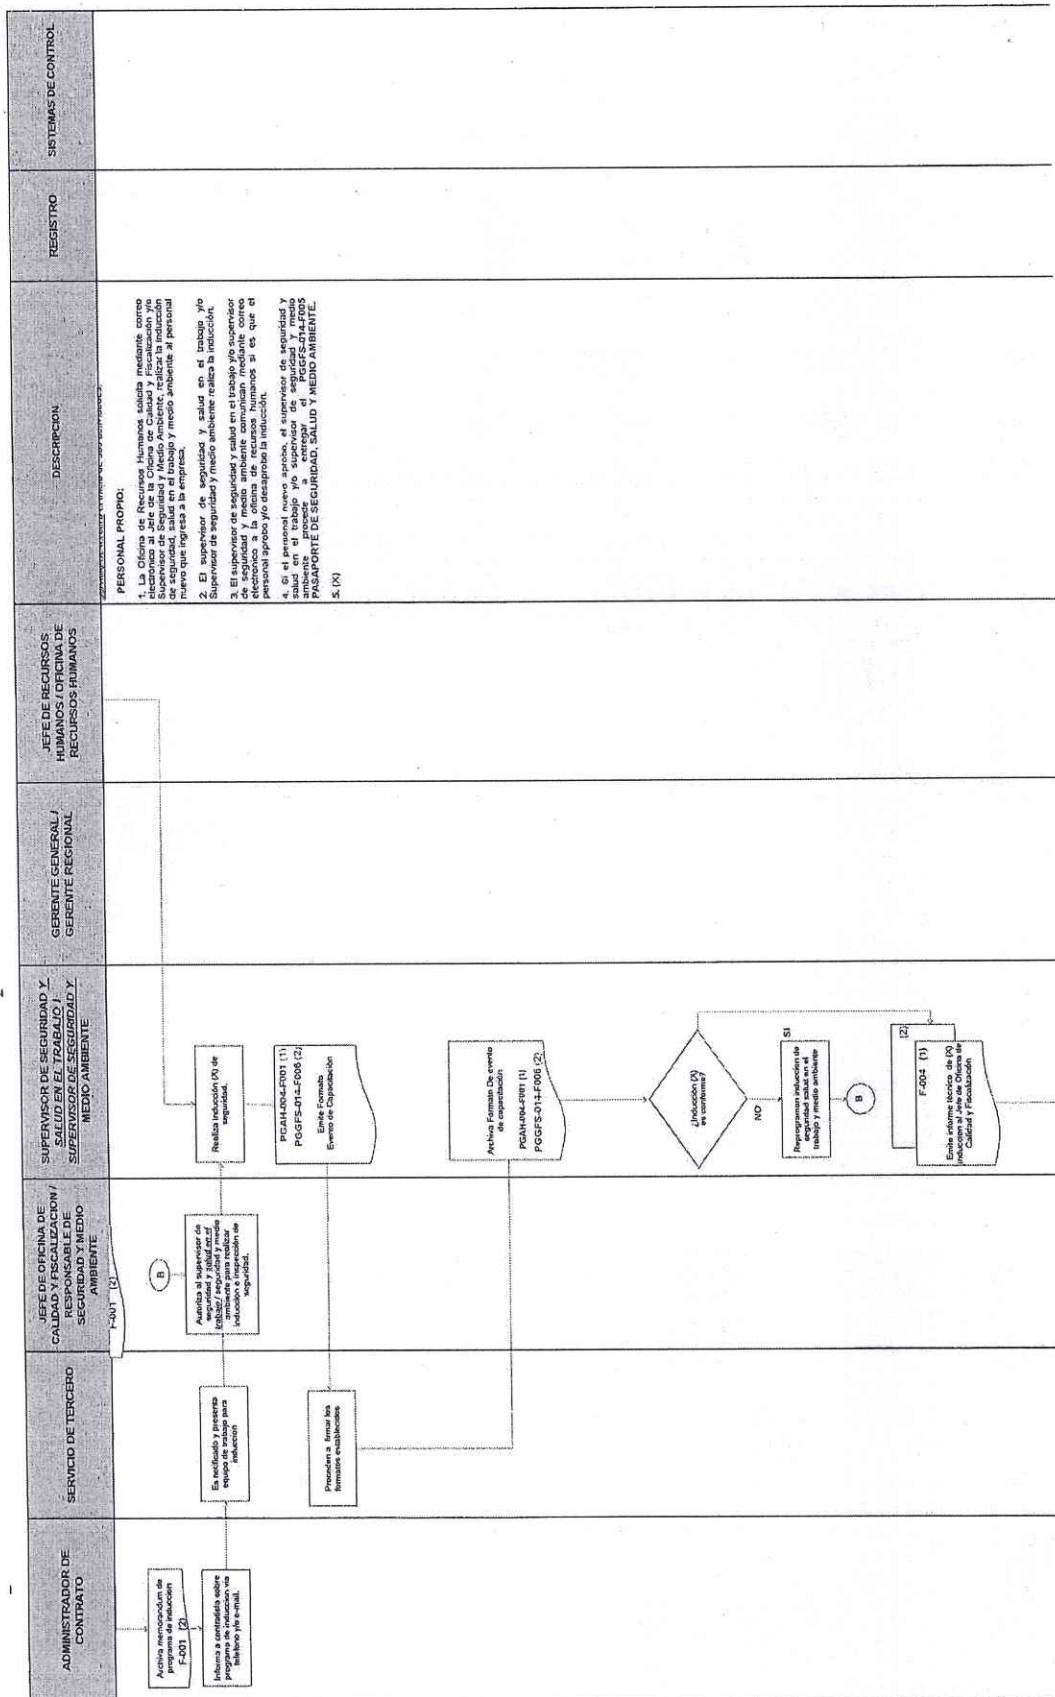 ADMINISTRADOR DE
CONTRATO
SERVICIO DE TERCERO
JEFE DE OFICINA DE
CALIDAD Y FISCALIZACION /
RESPONSABLE DE
SEGURIDAD Y MEDIO
AMBIENTE
SUPERVISOR DE SEGURIDAD Y
SALUD EN EL TRABAJO /
SUPERVISOR DE SEGURIDAD Y
MEDIO AMBIENTE
GERENTE GENERAL /
GERENTE REGIONAL
JEFE DE RECURSOS
HUMANOS / OFICINA DE
RECURSOS HUMANOS
DESCRIPCION
REGISTRO
SISTEMAS DE CONTROL
Archiva memorandum de
programa de induccion
F-001 (2)
Informa a contratista sobre
programa de induccion via
telefono y/o e-mail.
Es notificado y presenta
equipo de trabajo para
induccion
Proceden a firmar los
formatos establecidos
F-001 (2)
B
Autoriza al supervisor de
seguridad y salud en el
trabajo / seguridad y medio
ambiente para realizar
induccion e inspección de
seguridad.
Realiza inducción (X) de
seguridad.
PGAH-004-F001 (1)
PGGFS-014-F006 (2)
Emite Formato
Evento de Capacitación
Archiva Formato De evento
de capacitación
PGAH-004-F001 (1)
PGGFS-014-F006 (2)
¿Inducción (X)
es conforme?
SI
NO
Reprograman induccion de
seguridad salud en el
trabajo y medio ambiente
B
(2)
F-004 (1)
Emite informe técnico de (X)
induccion al Jefe de Oficina de
Calidad y Fiscalización
PERSONAL PROPIO:
1. La Oficina de Recursos Humanos solicita mediante correo
electrónico al Jefe de la Oficina de Calidad y Fiscalización y/o
Supervisor de Seguridad y Medio Ambiente, realizar la inducción
de seguridad, salud en el trabajo y medio ambiente al personal
nuevo que ingresa a la empresa.
2. El supervisor de seguridad y salud en el trabajo y/o
Supervisor de seguridad y medio ambiente realiza la inducción.
3. El supervisor de seguridad y salud en el trabajo y/o supervisor
de seguridad y medio ambiente comunican mediante correo
electronico a la oficina de recursos humanos si es que el
personal aprobo y/o desaprobo la inducción.
4. Si el personal nuevo aprobo, el supervisor de seguridad y
salud en el trabajo y/o supervisor de seguridad y medio
ambiente procede a entregar el PGGFS-014-F005
PASAPORTE DE SEGURIDAD, SALUD Y MEDIO AMBIENTE.
5. (X)